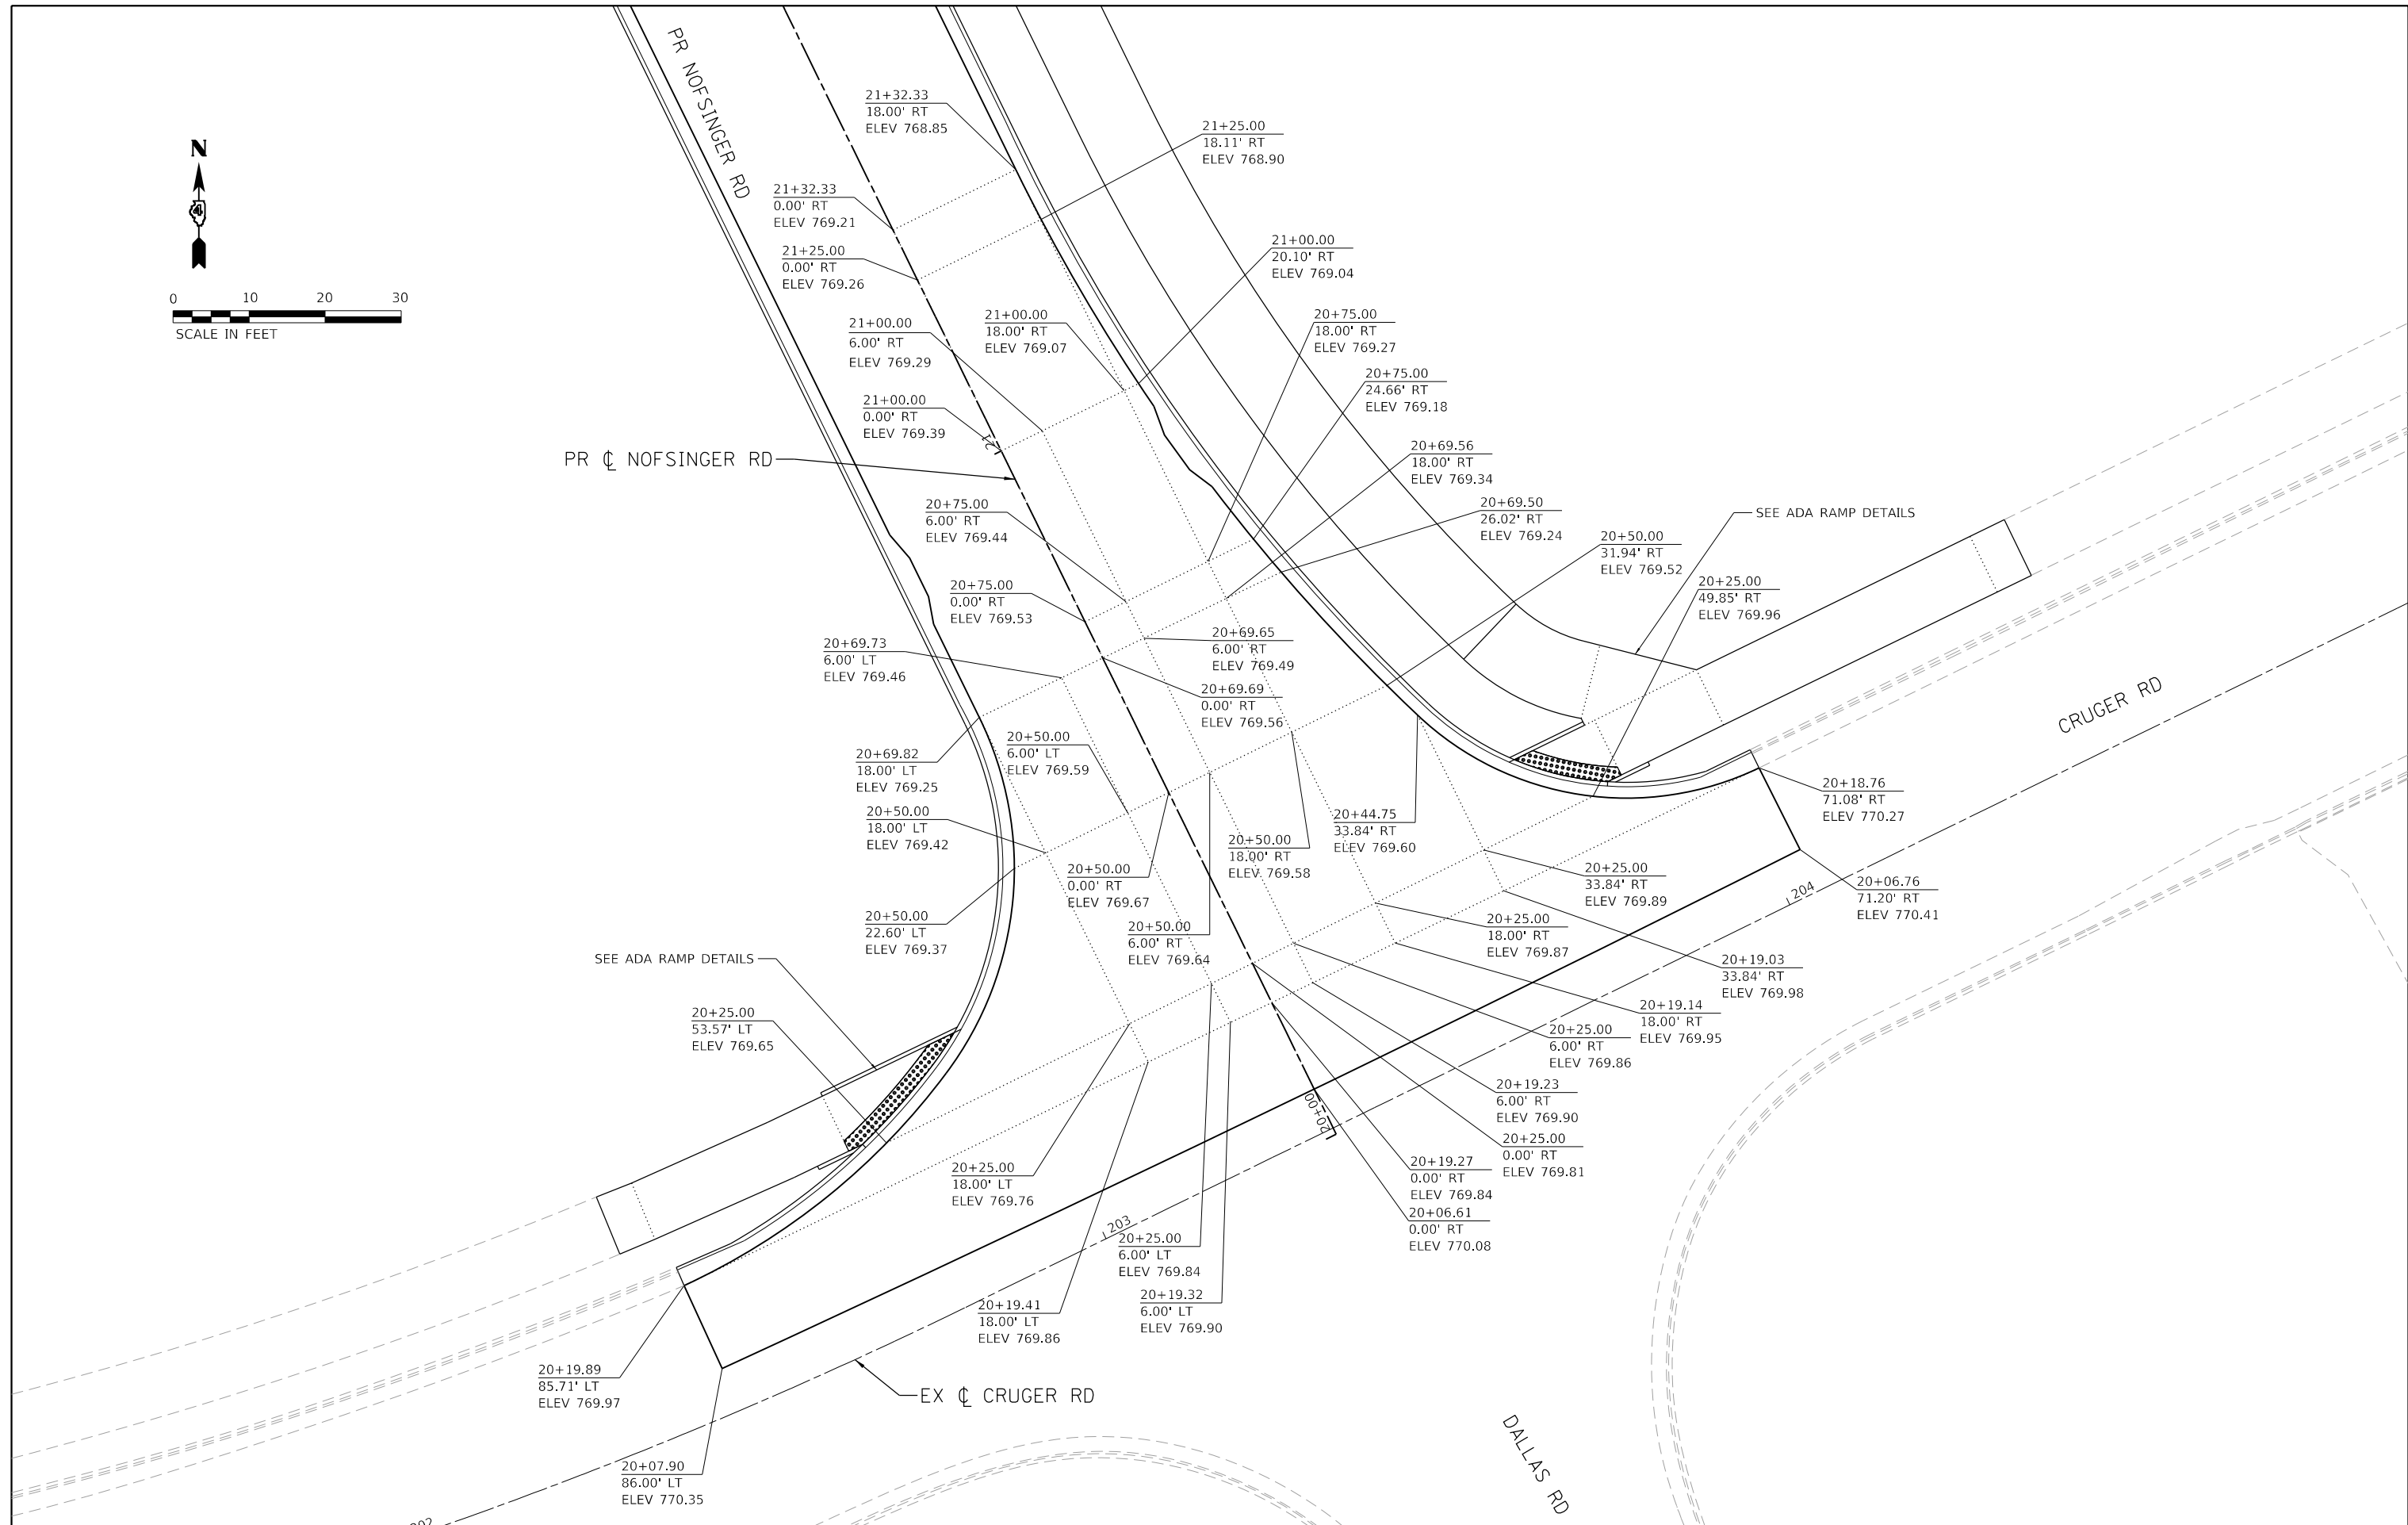 PR NOFSINGER RD
N
0 10 20 30
SCALE IN FEET
21+32.33
18.00' RT
ELEV 768.85
21+25.00
18.11' RT
ELEV 768.90
21+32.33
0.00' RT
ELEV 769.21
21+25.00
0.00' RT
ELEV 769.26
21+00.00
20.10' RT
ELEV 769.04
21+00.00
6.00' RT
ELEV 769.29
21+00.00
18.00' RT
ELEV 769.07
20+75.00
18.00' RT
ELEV 769.27
20+75.00
24.66' RT
ELEV 769.18
21+00.00
0.00' RT
ELEV 769.39
21
PR ℄ NOFSINGER RD
20+69.56
18.00' RT
ELEV 769.34
20+75.00
6.00' RT
ELEV 769.44
20+69.50
26.02' RT
ELEV 769.24
SEE ADA RAMP DETAILS
20+50.00
31.94' RT
ELEV 769.52
20+25.00
49.85' RT
ELEV 769.96
20+75.00
0.00' RT
ELEV 769.53
20+69.73
6.00' LT
ELEV 769.46
20+69.65
6.00' RT
ELEV 769.49
20+69.69
0.00' RT
ELEV 769.56
CRUGER RD
20+69.82
18.00' LT
ELEV 769.25
20+50.00
6.00' LT
ELEV 769.59
20+18.76
71.08' RT
ELEV 770.27
20+50.00
18.00' LT
ELEV 769.42
20+44.75
33.84' RT
ELEV 769.60
20+50.00
18.00' RT
ELEV 769.58
20+50.00
0.00' RT
ELEV 769.67
20+25.00
33.84' RT
ELEV 769.89
204
20+06.76
71.20' RT
ELEV 770.41
20+50.00
22.60' LT
ELEV 769.37
20+50.00
6.00' RT
ELEV 769.64
20+25.00
18.00' RT
ELEV 769.87
SEE ADA RAMP DETAILS
20+19.03
33.84' RT
ELEV 769.98
20+25.00
53.57' LT
ELEV 769.65
20+19.14
18.00' RT
ELEV 769.95
20+25.00
6.00' RT
ELEV 769.86
20+19.23
6.00' RT
ELEV 769.90
20+00
20+25.00
0.00' RT
ELEV 769.81
20+25.00
18.00' LT
ELEV 769.76
20+19.27
0.00' RT
ELEV 769.84
20+06.61
0.00' RT
ELEV 770.08
203
20+25.00
6.00' LT
ELEV 769.84
20+19.32
6.00' LT
ELEV 769.90
20+19.41
18.00' LT
ELEV 769.86
20+19.89
85.71' LT
ELEV 769.97
EX ℄ CRUGER RD
20+07.90
86.00' LT
ELEV 770.35
DALLAS RD